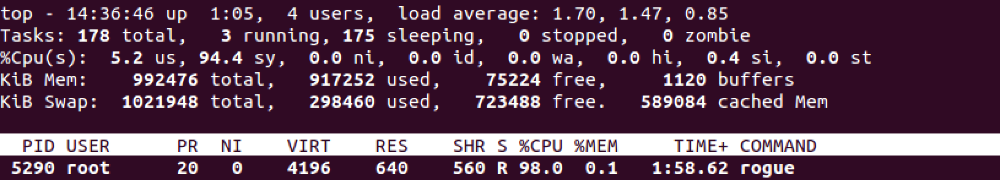 top - 14:36:46 up  1:05,  4 users,  load average: 1.70, 1.47, 0.85
Tasks: 178 total,   3 running, 175 sleeping,   0 stopped,   0 zombie
%Cpu(s):  5.2 us, 94.4 sy,  0.0 ni,  0.0 id,  0.0 wa,  0.0 hi,  0.4 si,  0.0 st
KiB Mem:    992476 total,   917252 used,    75224 free,     1120 buffers
KiB Swap:  1021948 total,   298460 used,   723488 free.   589084 cached Mem
PID USER      PR  NI    VIRT    RES    SHR S %CPU %MEM     TIME+ COMMAND
5290 root      20   0    4196    640    560 R 98.0  0.1   1:58.62 rogue